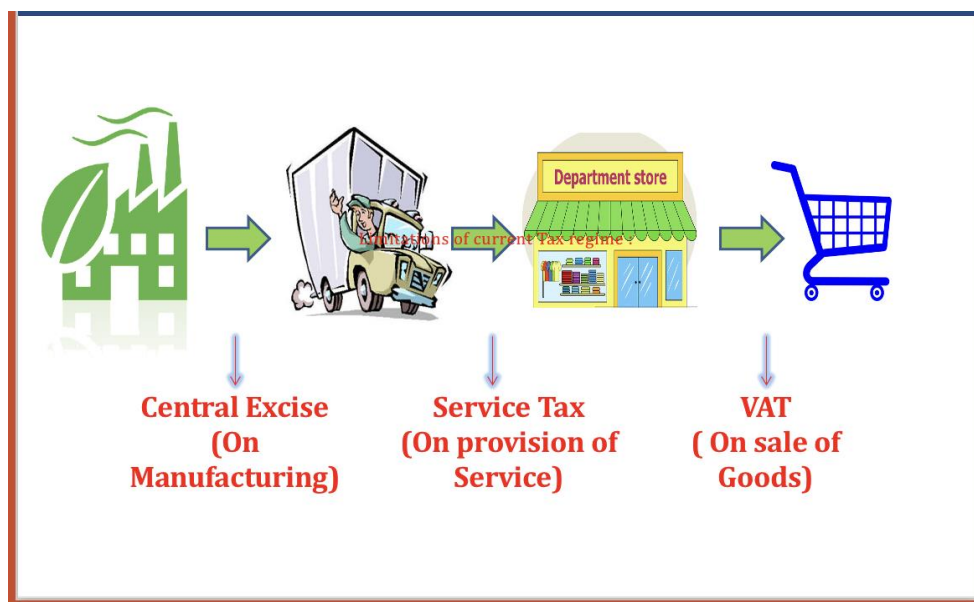 Department store
Limitations of current Tax regime :
Central Excise
(On
Manufacturing)
Service Tax
(On provision of
Service)
VAT
( On sale of
Goods)